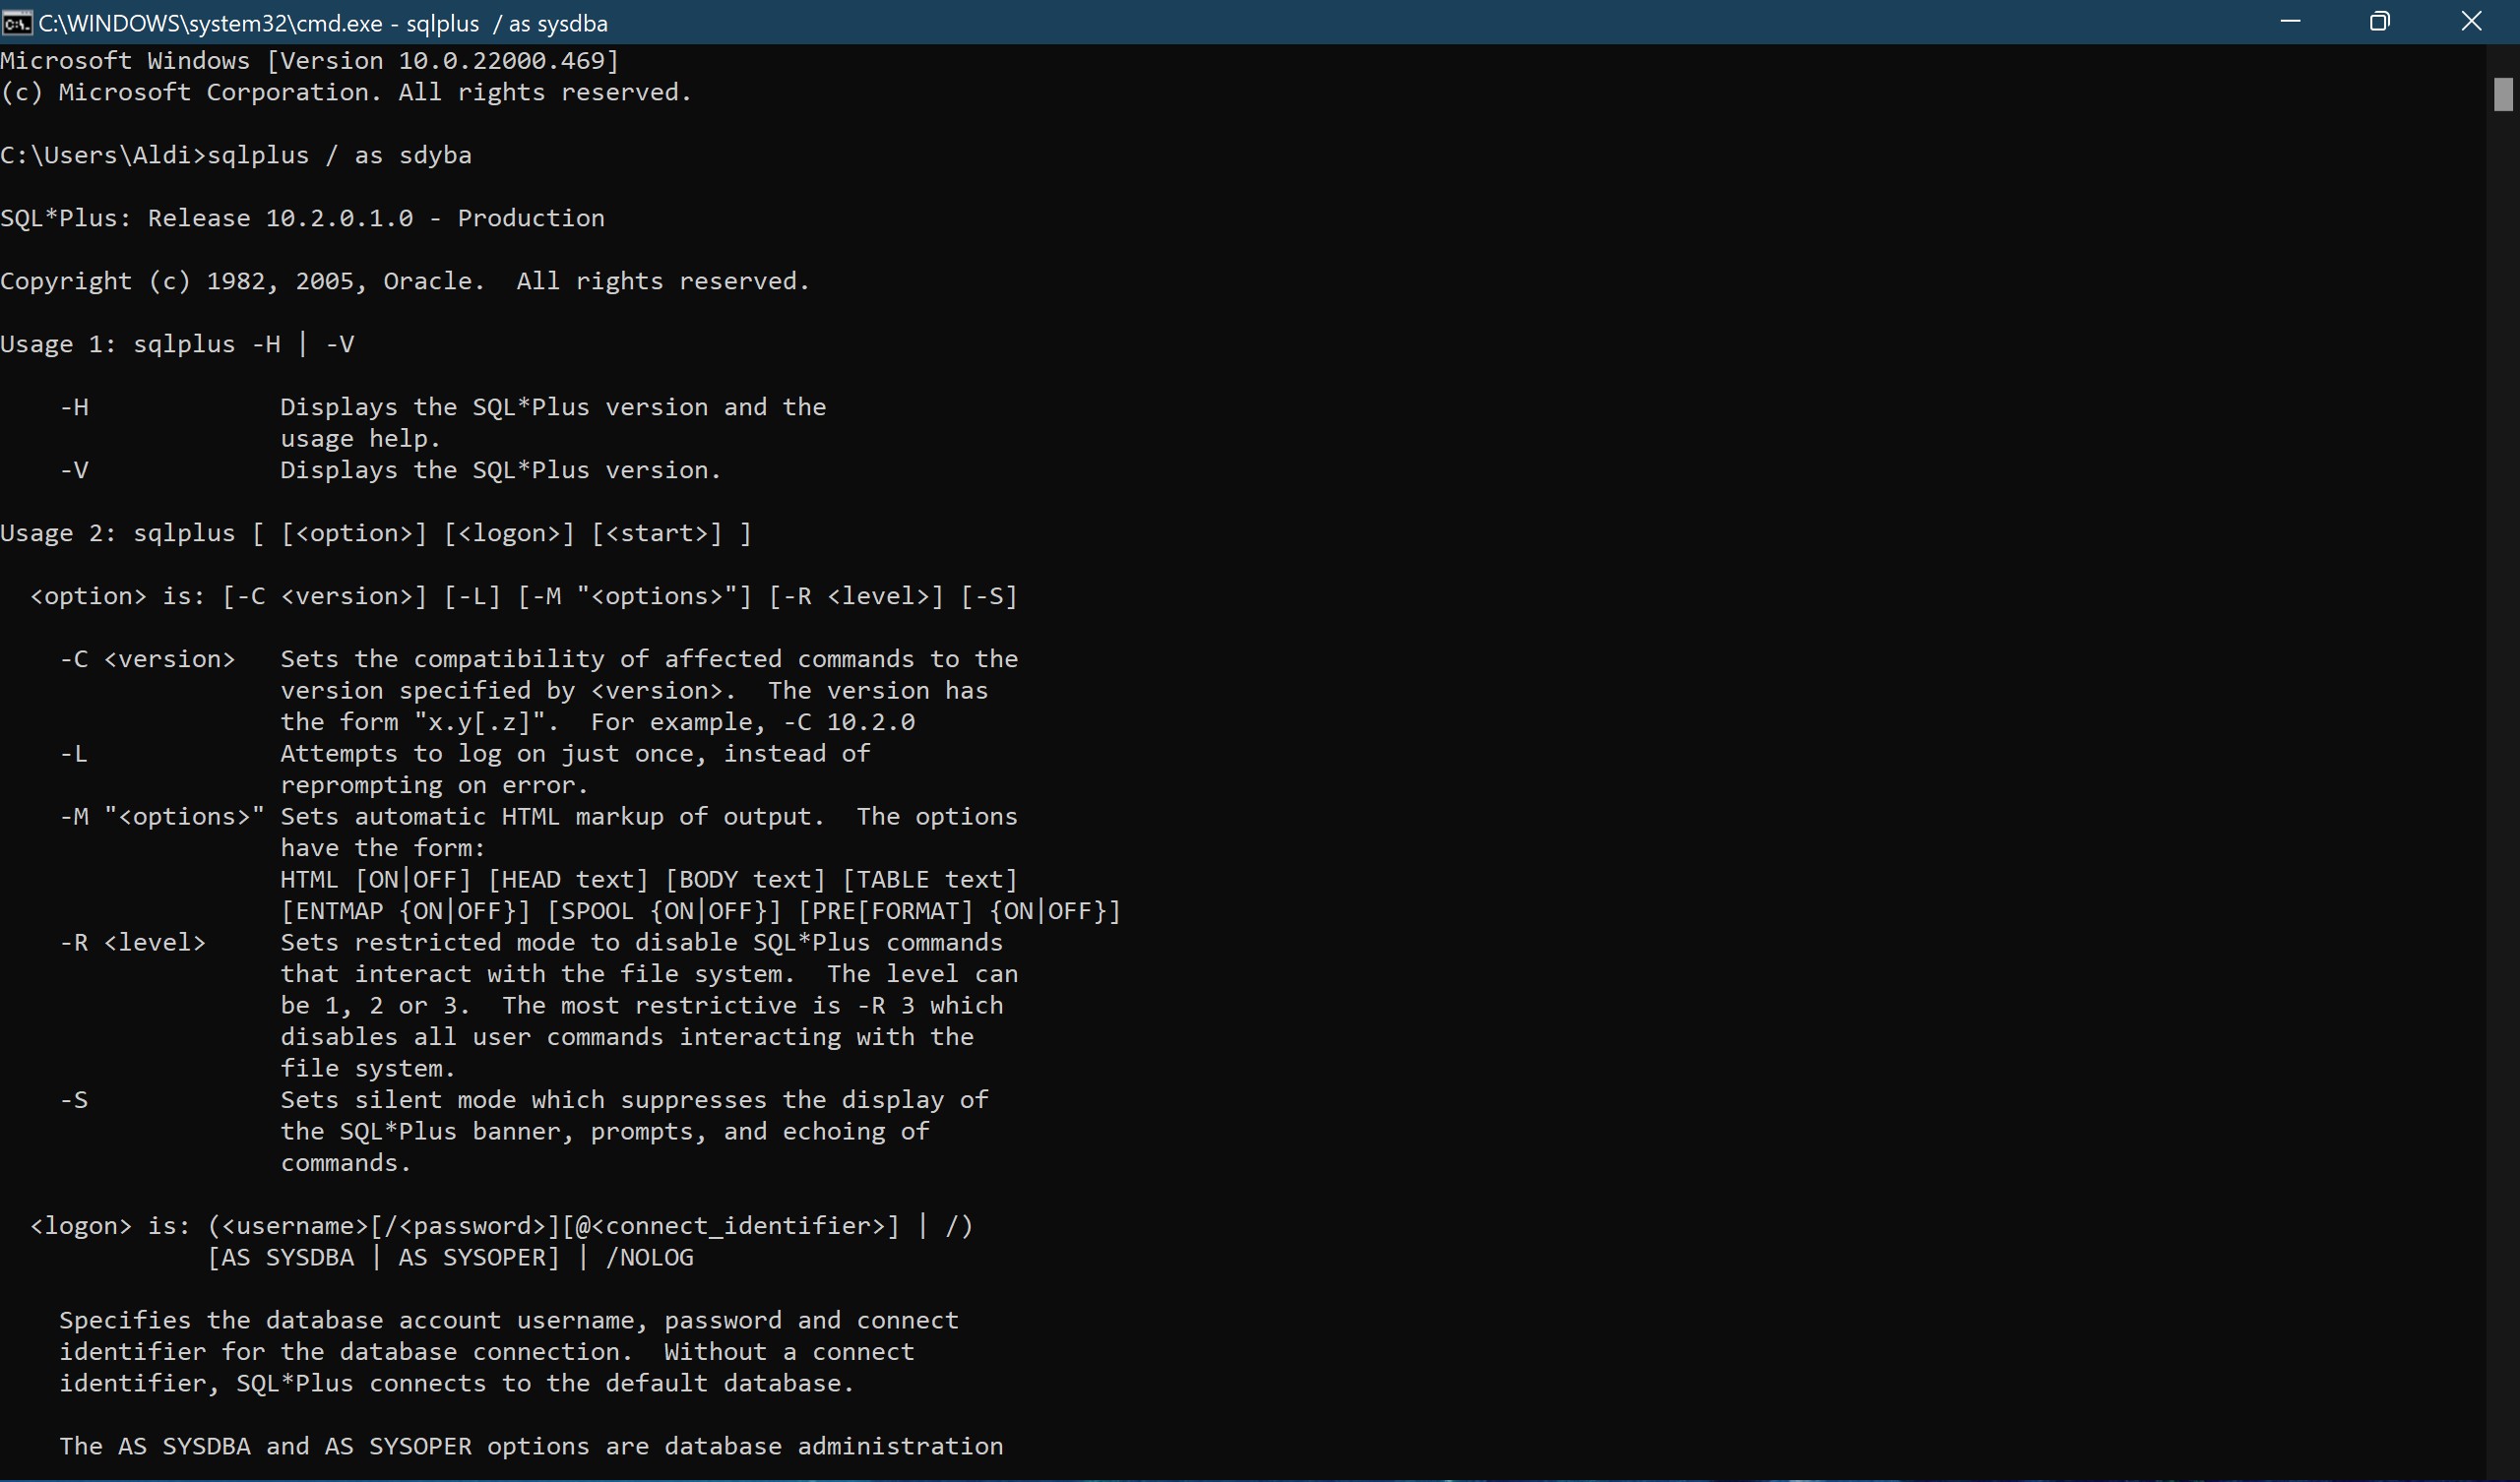 C:\WINDOWS\system32\cmd.exe - sqlplus  / as sysdba
Microsoft Windows [Version 10.0.22000.469]
(c) Microsoft Corporation. All rights reserved.
C:\Users\Aldi>sqlplus / as sdyba
SQL*Plus: Release 10.2.0.1.0 - Production
Copyright (c) 1982, 2005, Oracle.  All rights reserved.
Usage 1: sqlplus -H | -V
    -H             Displays the SQL*Plus version and the
                   usage help.
    -V             Displays the SQL*Plus version.
Usage 2: sqlplus [ [<option>] [<logon>] [<start>] ]
  <option> is: [-C <version>] [-L] [-M "<options>"] [-R <level>] [-S]
    -C <version>   Sets the compatibility of affected commands to the
                   version specified by <version>.  The version has
                   the form "x.y[.z]".  For example, -C 10.2.0
    -L             Attempts to log on just once, instead of
                   reprompting on error.
    -M "<options>" Sets automatic HTML markup of output.  The options
                   have the form:
                   HTML [ON|OFF] [HEAD text] [BODY text] [TABLE text]
                   [ENTMAP {ON|OFF}] [SPOOL {ON|OFF}] [PRE[FORMAT] {ON|OFF}]
    -R <level>     Sets restricted mode to disable SQL*Plus commands
                   that interact with the file system.  The level can
                   be 1, 2 or 3.  The most restrictive is -R 3 which
                   disables all user commands interacting with the
                   file system.
    -S             Sets silent mode which suppresses the display of
                   the SQL*Plus banner, prompts, and echoing of
                   commands.
  <logon> is: (<username>[/<password>][@<connect_identifier>] | /)
              [AS SYSDBA | AS SYSOPER] | /NOLOG
    Specifies the database account username, password and connect
    identifier for the database connection.  Without a connect
    identifier, SQL*Plus connects to the default database.
    The AS SYSDBA and AS SYSOPER options are database administration